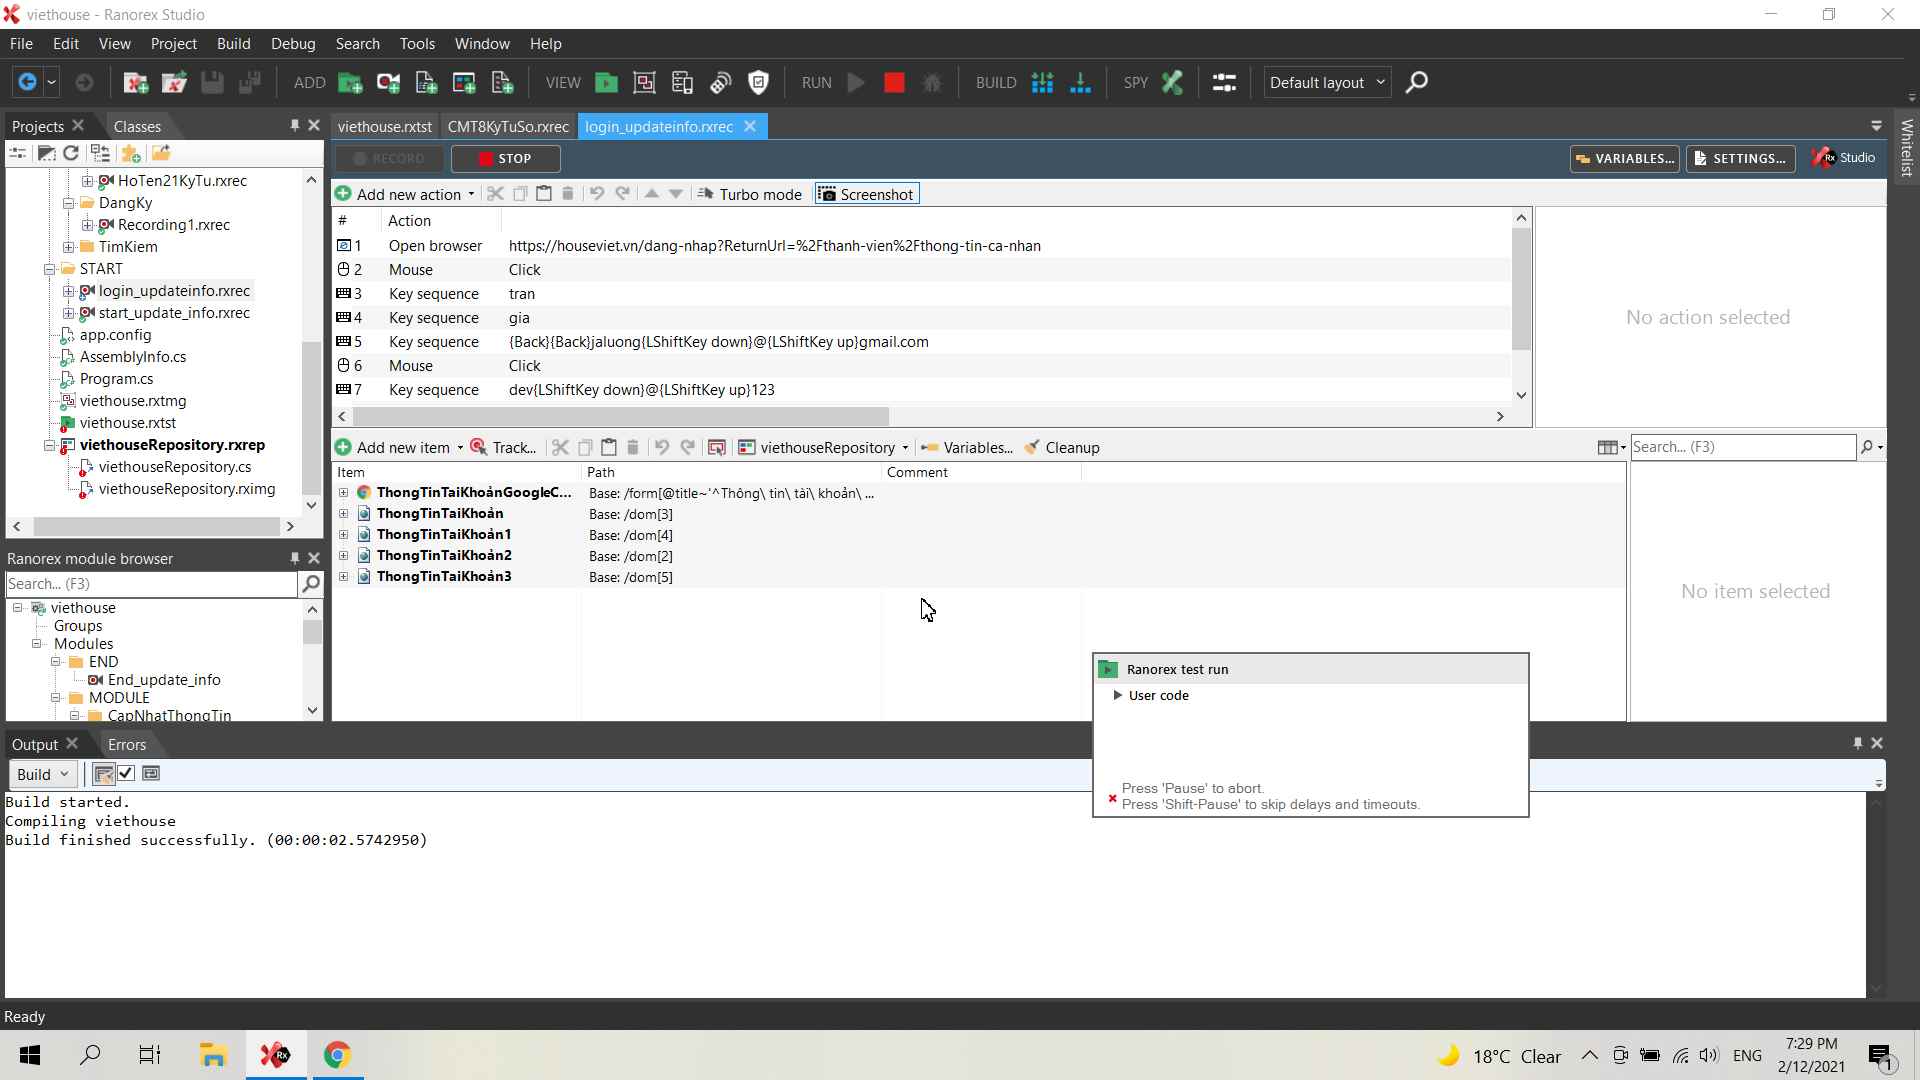 viethouse - Ranorex Studio
File Edit View Project Build Debug Search Tools Window Help
ADD VIEW RUN BUILD SPY Default layout
Projects Classes
viethouse.rxtst CMT8KyTuSo.rxrec login_updateinfo.rxrec
Whitelist
RECORD STOP VARIABLES... SETTINGS... Rx Studio
Add new action Turbo mode Screenshot
HoTen21KyTu.rxrec
DangKy
Recording1.rxrec
TimKiem
START
login_updateinfo.rxrec
start_update_info.rxrec
app.config
AssemblyInfo.cs
Program.cs
viethouse.rxtmg
viethouse.rxtst
viethouseRepository.rxrep
viethouseRepository.cs
viethouseRepository.rximg
# Action
1 Open browser https://houseviet.vn/dang-nhap?ReturnUrl=%2Fthanh-vien%2Fthong-tin-ca-nhan
2 Mouse Click
3 Key sequence tran
4 Key sequence gia
5 Key sequence {Back}{Back}jaluong{LShiftKey down}@{LShiftKey up}gmail.com
6 Mouse Click
7 Key sequence dev{LShiftKey down}@{LShiftKey up}123
No action selected
Add new item Track... viethouseRepository Variables... Cleanup Search... (F3)
Item Path Comment
ThongTinTaiKhoảnGoogleC... Base: /form[@title~'^Thông\ tin\ tài\ khoản\ ...
ThongTinTaiKhoản Base: /dom[3]
ThongTinTaiKhoản1 Base: /dom[4]
ThongTinTaiKhoản2 Base: /dom[2]
ThongTinTaiKhoản3 Base: /dom[5]
No item selected
Ranorex module browser
Search... (F3)
viethouse
Groups
Modules
END
End_update_info
MODULE
CapNhatThongTin
Ranorex test run
User code
Press 'Pause' to abort.
Press 'Shift-Pause' to skip delays and timeouts.
Output Errors
Build
Build started.
Compiling viethouse
Build finished successfully. (00:00:02.5742950)
Ready
Rx
18°C Clear ENG
7:29 PM
2/12/2021
1